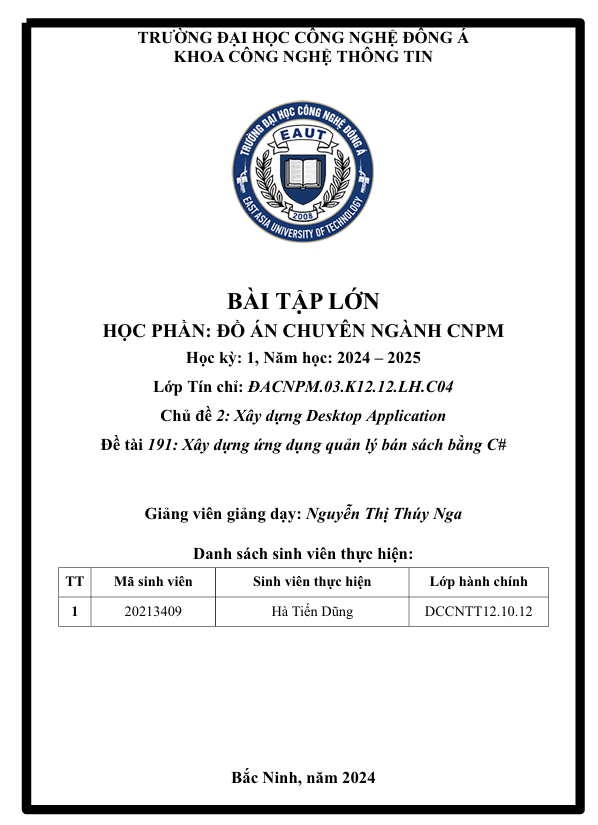 TRƯỜNG ĐẠI HỌC CÔNG NGHỆ ĐÔNG Á
KHOA CÔNG NGHỆ THÔNG TIN
TRƯỜNG ĐẠI HỌC CÔNG NGHỆ ĐÔNG Á
EAUT
2008
EAST ASIA UNIVERSITY OF TECHNOLOGY
BÀI TẬP LỚN
HỌC PHẦN: ĐỒ ÁN CHUYÊN NGÀNH CNPM
Học kỳ: 1, Năm học: 2024 – 2025
Lớp Tín chỉ: ĐACNPM.03.K12.12.LH.C04
Chủ đề 2: Xây dựng Desktop Application
Đề tài 191: Xây dựng ứng dụng quản lý bán sách bằng C#
Giảng viên giảng dạy: Nguyễn Thị Thúy Nga
Danh sách sinh viên thực hiện:
TT Mã sinh viên Sinh viên thực hiện Lớp hành chính
1 20213409 Hà Tiến Dũng DCCNTT12.10.12
Bắc Ninh, năm 2024